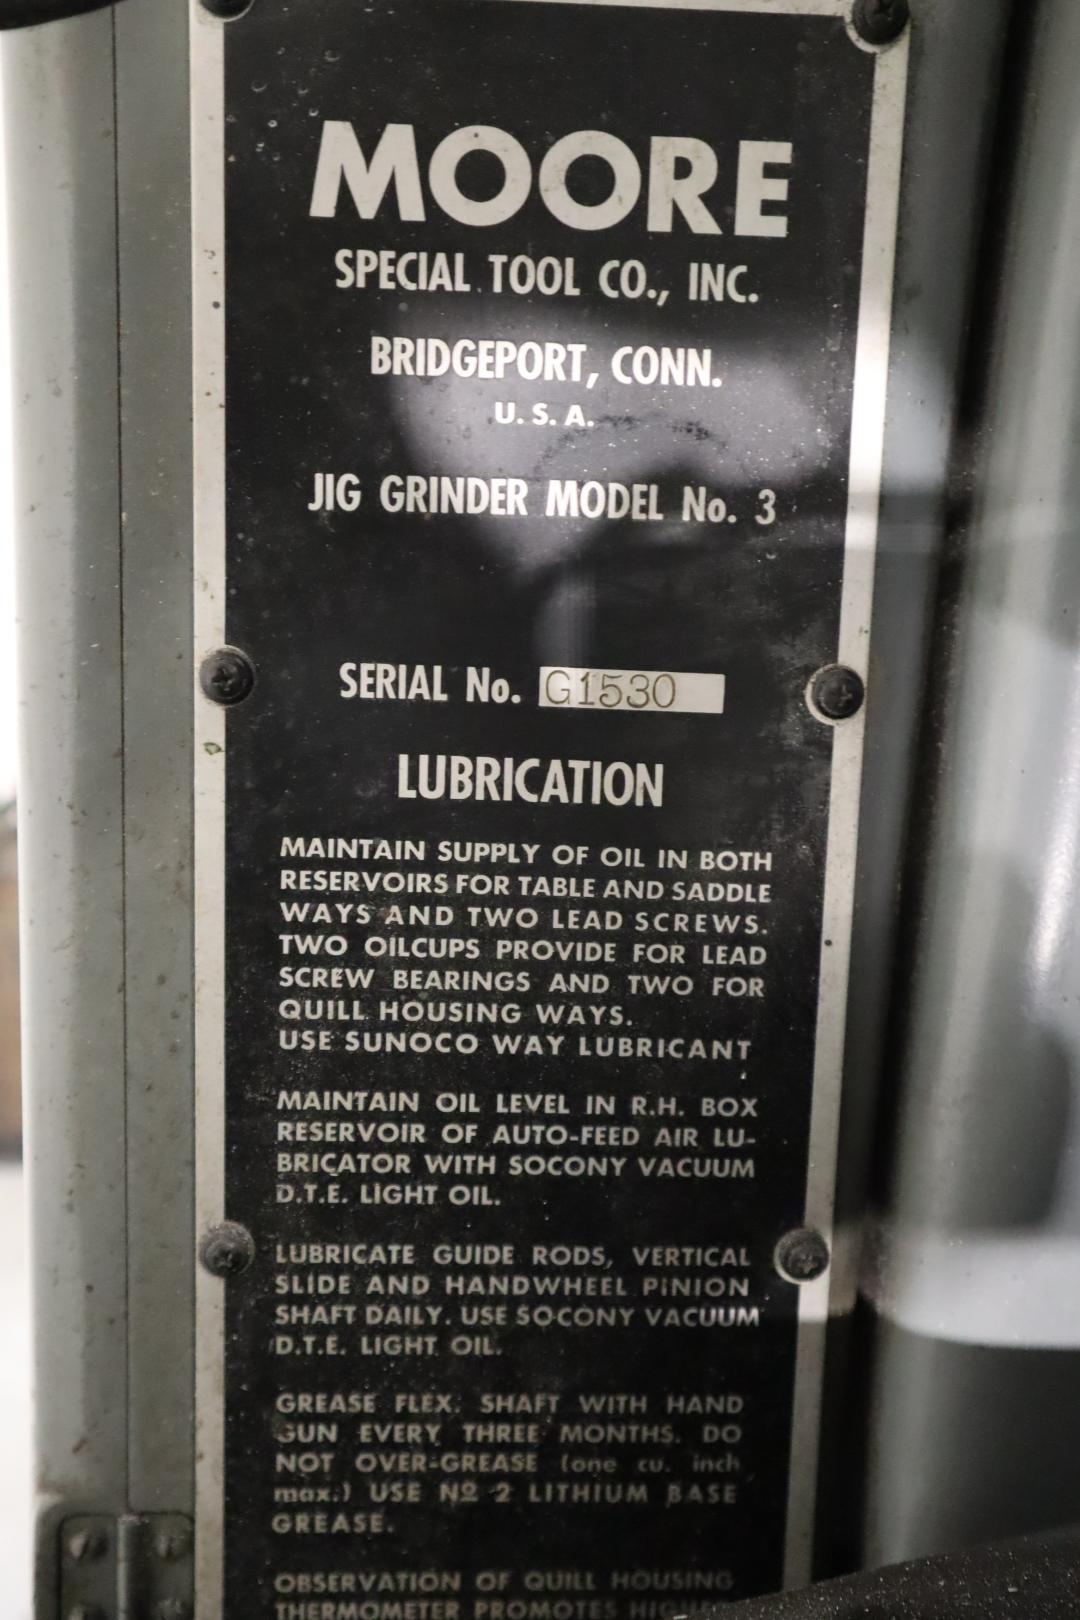 MOORE
SPECIAL TOOL CO., INC.
BRIDGEPORT, CONN.
U. S. A.
JIG GRINDER MODEL No. 3
SERIAL No. G1530
LUBRICATION
MAINTAIN SUPPLY OF OIL IN BOTH
RESERVOIRS FOR TABLE AND SADDLE
WAYS AND TWO LEAD SCREWS.
TWO OILCUPS PROVIDE FOR LEAD
SCREW BEARINGS AND TWO FOR
QUILL HOUSING WAYS.
USE SUNOCO WAY LUBRICANT
MAINTAIN OIL LEVEL IN R.H. BOX
RESERVOIR OF AUTO-FEED AIR LU-
BRICATOR WITH SOCONY VACUUM
D.T.E. LIGHT OIL.
LUBRICATE GUIDE RODS, VERTICAL
SLIDE AND HANDWHEEL PINION
SHAFT DAILY. USE SOCONY VACUUM
D.T.E. LIGHT OIL.
GREASE FLEX. SHAFT WITH HAND
GUN EVERY THREE MONTHS. DO
NOT OVER-GREASE (one cu. inch
max.) USE Nº 2 LITHIUM BASE
GREASE.
OBSERVATION OF QUILL HOUSING
THERMOMETER PROMOTES